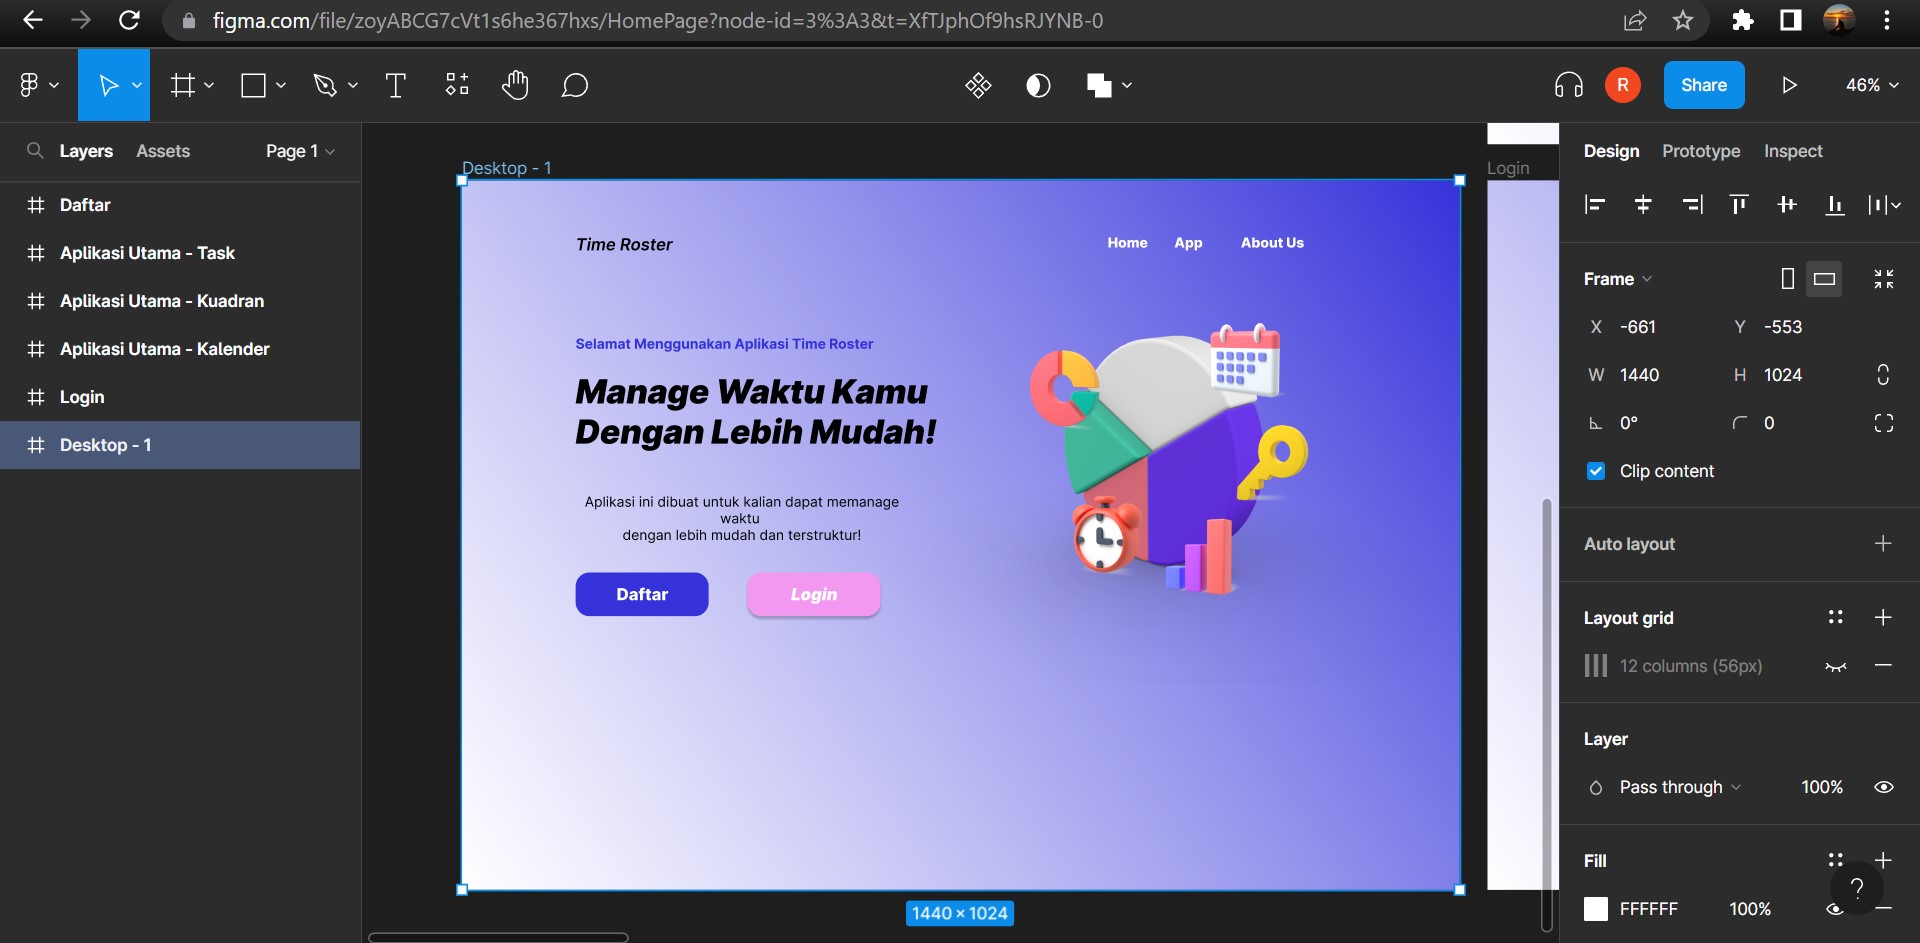 figma.com/file/zoyABCG7cVt1s6he367hxs/HomePage?node-id=3%3A3&t=XfTJphOf9hsRJYNB-0
R
Share
46%
Layers Assets Page 1
Daftar
Aplikasi Utama - Task
Aplikasi Utama - Kuadran
Aplikasi Utama - Kalender
Login
Desktop - 1
Desktop - 1
Time Roster
Home App About Us
Selamat Menggunakan Aplikasi Time Roster
Manage Waktu Kamu
Dengan Lebih Mudah!
Aplikasi ini dibuat untuk kalian dapat memanage
waktu
dengan lebih mudah dan terstruktur!
Daftar
Login
1440 × 1024
Login
Design Prototype Inspect
Frame
X -661 Y -553
W 1440 H 1024
0° 0
Clip content
Auto layout
Layout grid
12 columns (56px)
Layer
Pass through 100%
Fill
FFFFFF 100%
?